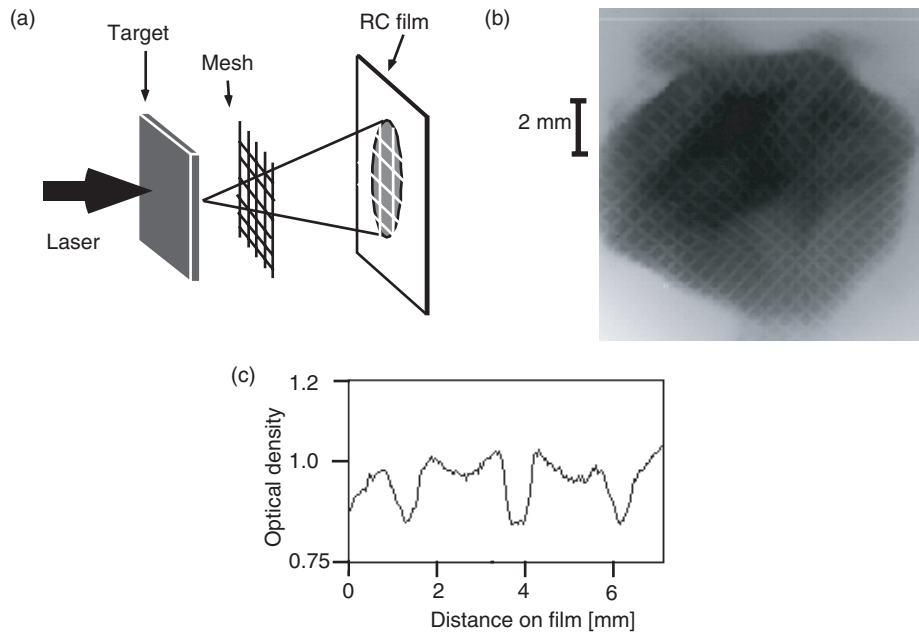 (a)
Target
Mesh
RC film
Laser
(b)
2 mm
(c)
1.2
1.0
0.75
Optical density
0
2
4
6
Distance on film [mm]